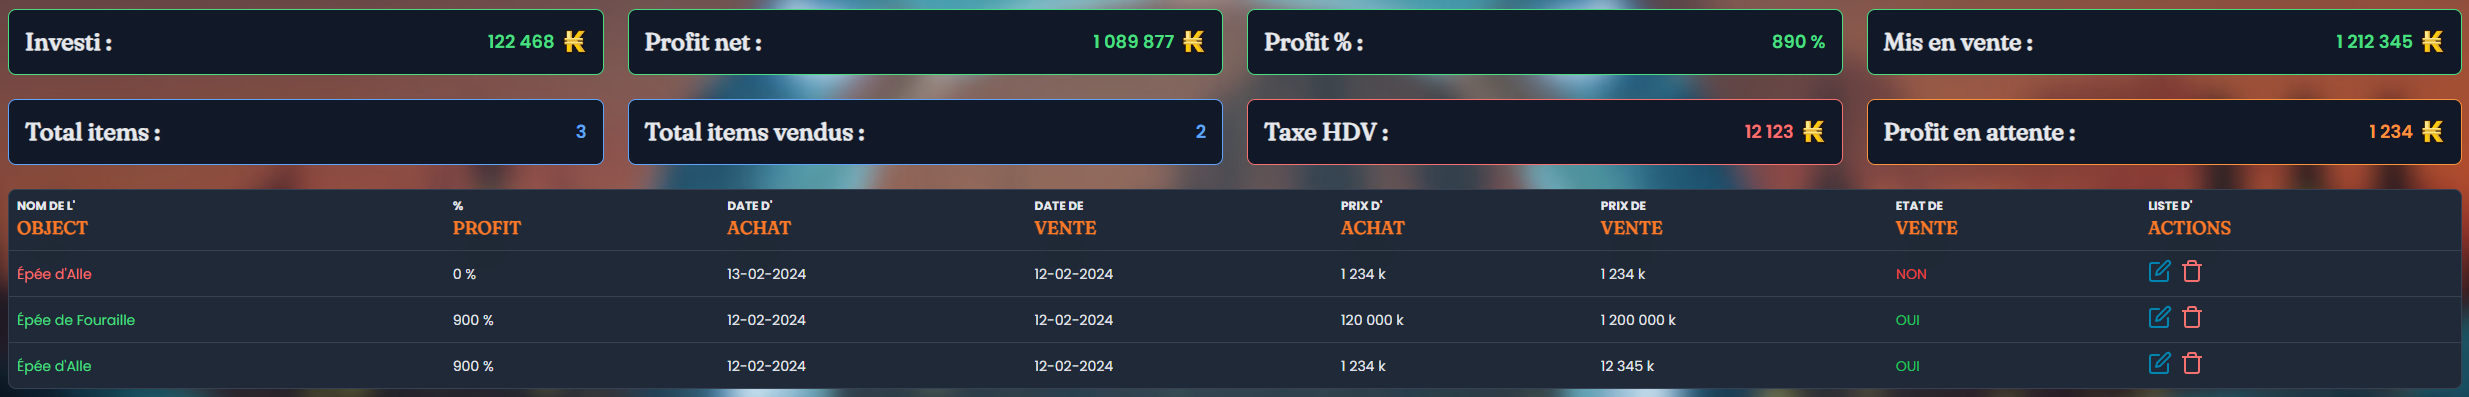 Investi : 122 468
Profit net : 1 089 877
Profit % : 890 %
Mis en vente : 1 212 345
Total items : 3
Total items vendus : 2
Taxe HDV : 12 123
Profit en attente : 1 234
NOM DE L' % DATE D' DATE DE PRIX D' PRIX DE ETAT DE LISTE D'
OBJECT PROFIT ACHAT VENTE ACHAT VENTE VENTE ACTIONS
Épée d'Alle 0 % 13-02-2024 12-02-2024 1 234 k 1 234 k NON
Épée de Fouraille 900 % 12-02-2024 12-02-2024 120 000 k 1 200 000 k OUI
Épée d'Alle 900 % 12-02-2024 12-02-2024 1 234 k 12 345 k OUI